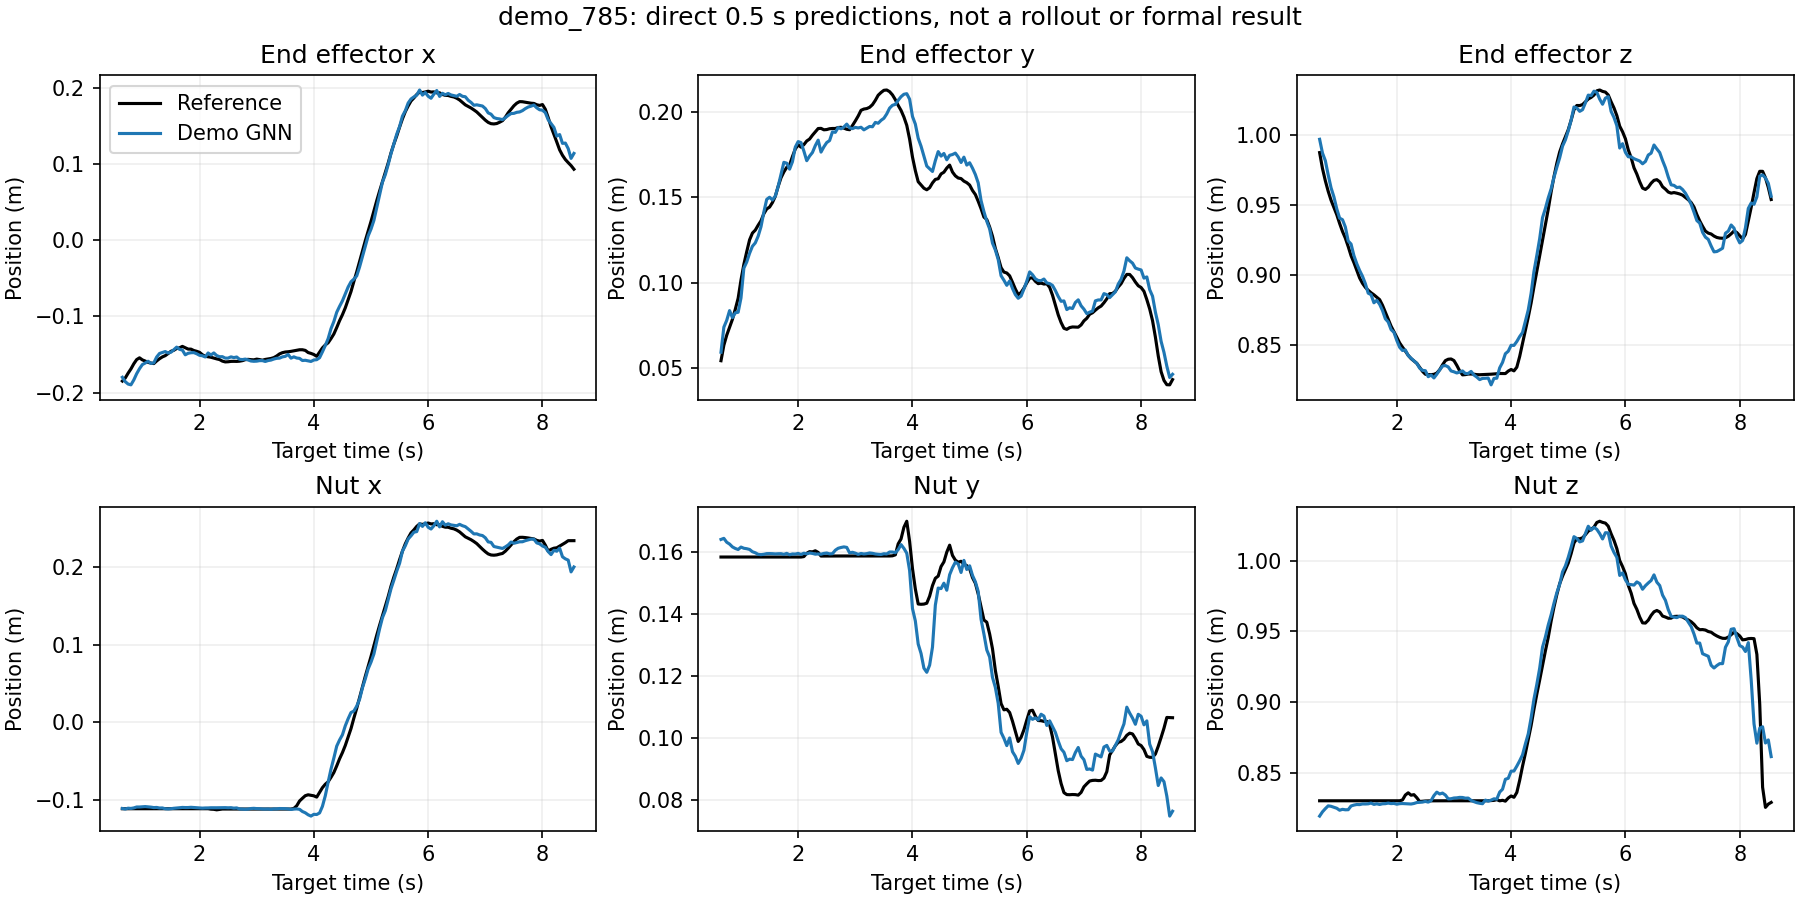 demo_785: direct 0.5 s predictions, not a rollout or formal result
End effector x
Position (m)
0.2
0.1
0.0
−0.1
−0.2
Reference
Demo GNN
2 4 6 8
Target time (s)
End effector y
Position (m)
0.20
0.15
0.10
0.05
2 4 6 8
Target time (s)
End effector z
Position (m)
1.00
0.95
0.90
0.85
2 4 6 8
Target time (s)
Nut x
Position (m)
0.2
0.1
0.0
−0.1
2 4 6 8
Target time (s)
Nut y
Position (m)
0.16
0.14
0.12
0.10
0.08
2 4 6 8
Target time (s)
Nut z
Position (m)
1.00
0.95
0.90
0.85
2 4 6 8
Target time (s)